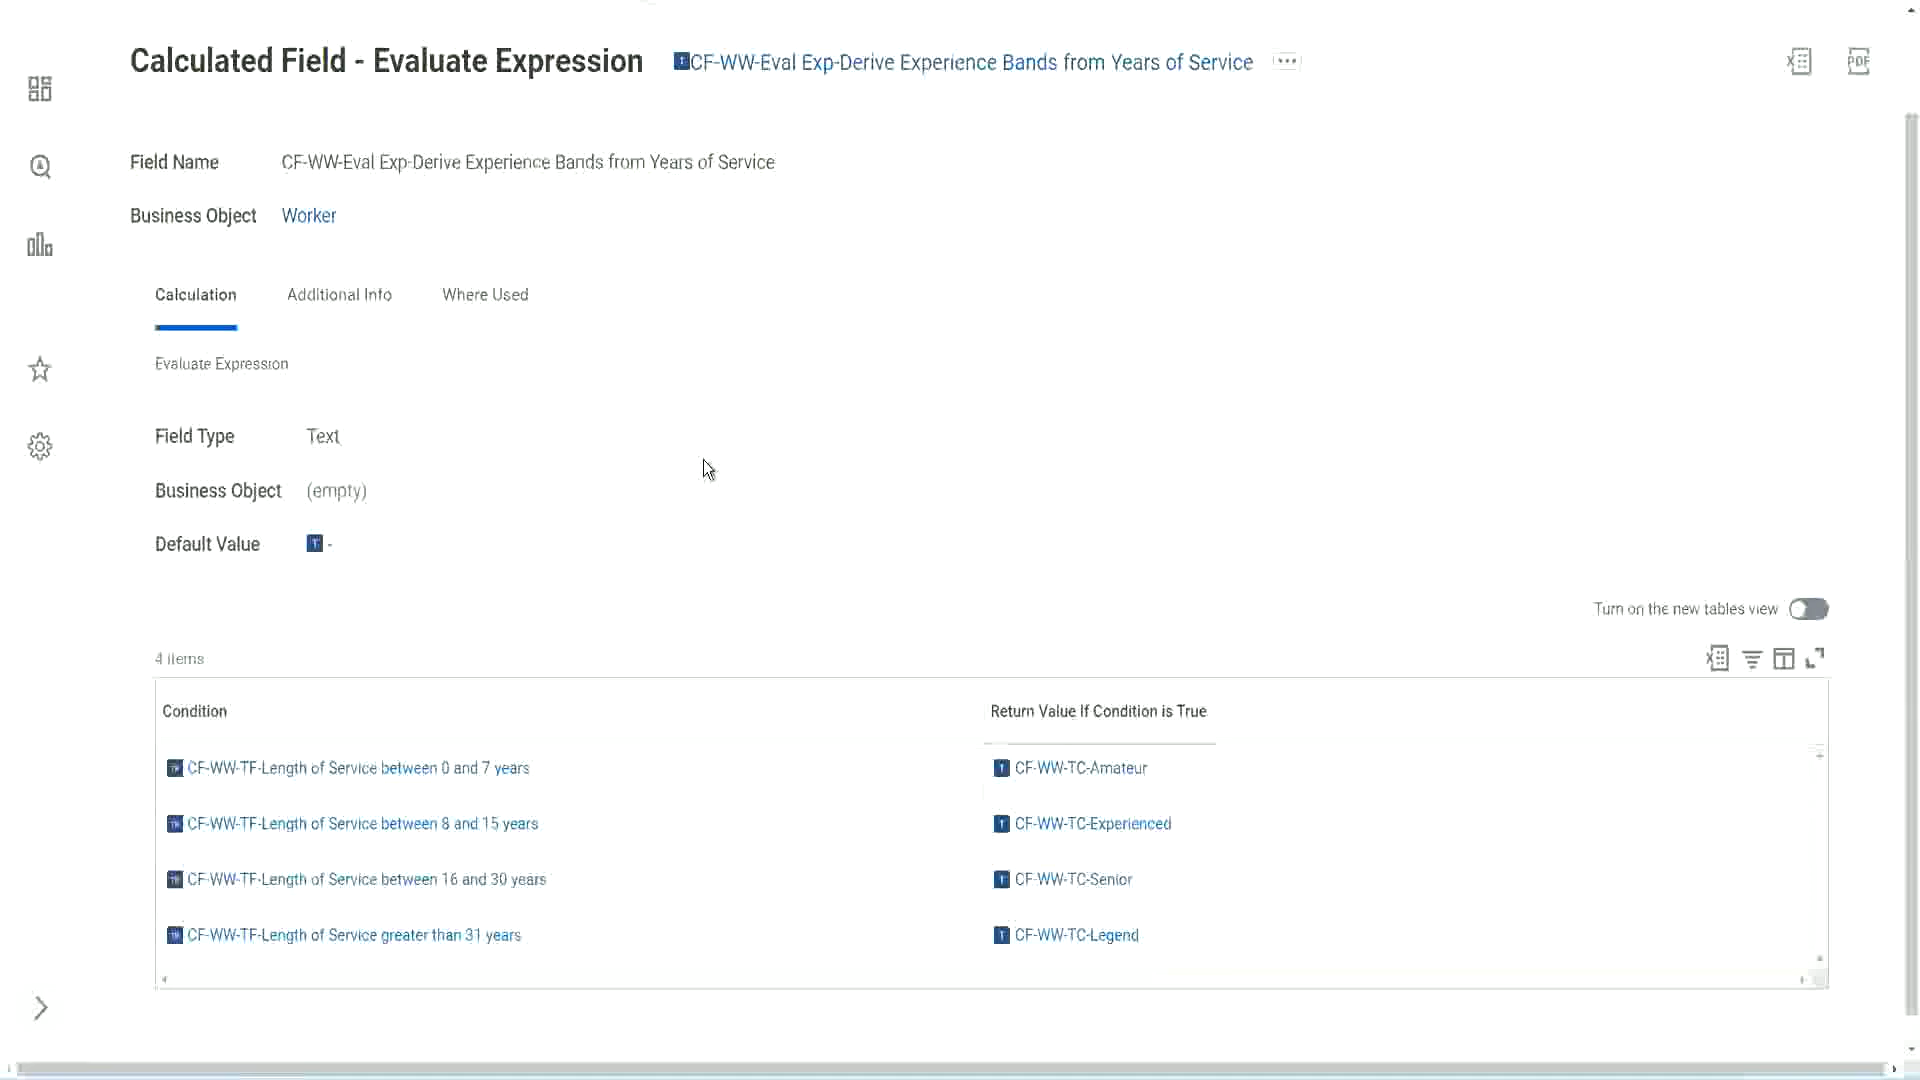 Calculated Field - Evaluate Expression CF-WW-Eval Exp-Derive Experience Bands from Years of Service
PDF
Field Name CF-WW-Eval Exp-Derive Experience Bands from Years of Service
Business Object Worker
Calculation Additional Info Where Used
Evaluate Expression
Field Type Text
Business Object (empty)
Default Value T -
Turn on the new tables view
4 items
Condition Return Value If Condition is True
CF-WW-TF-Length of Service between 0 and 7 years T CF-WW-TC-Amateur
CF-WW-TF-Length of Service between 8 and 15 years T CF-WW-TC-Experienced
CF-WW-TF-Length of Service between 16 and 30 years T CF-WW-TC-Senior
CF-WW-TF-Length of Service greater than 31 years T CF-WW-TC-Legend